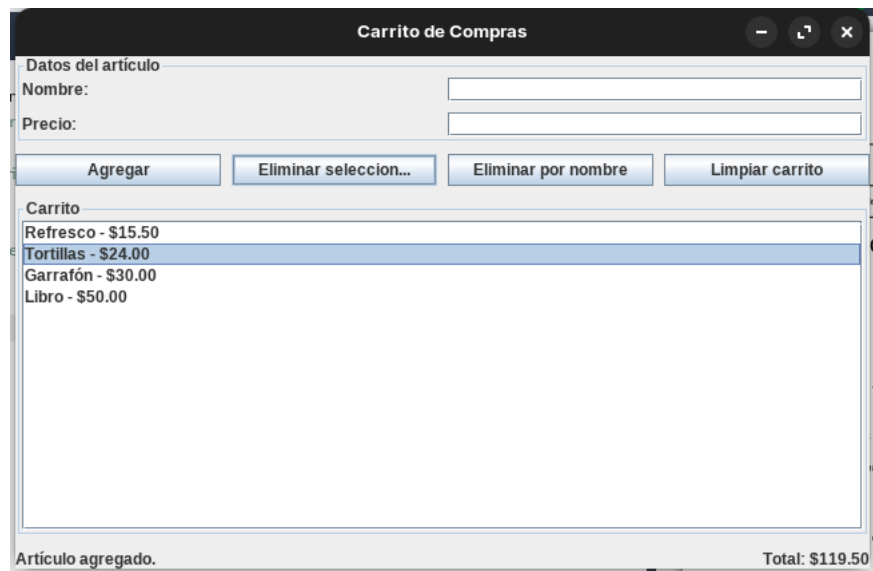 Carrito de Compras
Datos del artículo
Nombre:
Precio:
Agregar
Eliminar seleccion...
Eliminar por nombre
Limpiar carrito
Carrito
Refresco - $15.50
Tortillas - $24.00
Garrafón - $30.00
Libro - $50.00
Artículo agregado.
Total: $119.50